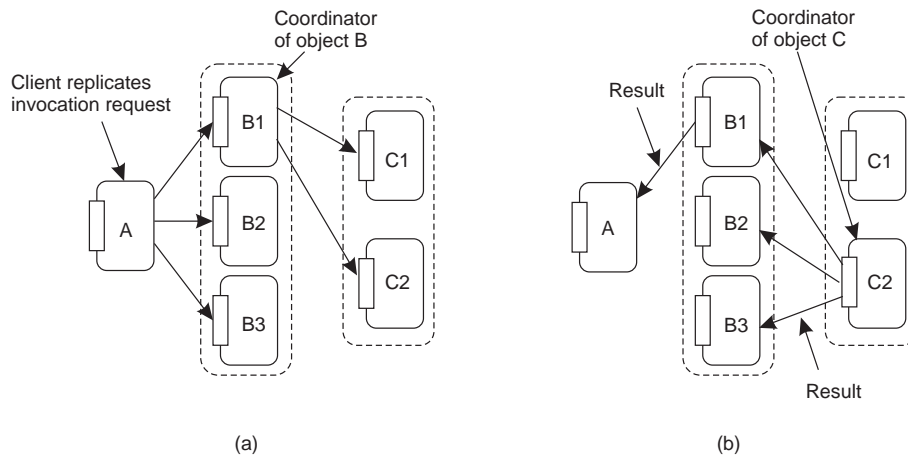 Coordinator
of object B
Client replicates
invocation request
B1
C1
A
B2
C2
B3
(a)
Coordinator
of object C
Result
B1
C1
A
B2
C2
B3
Result
(b)